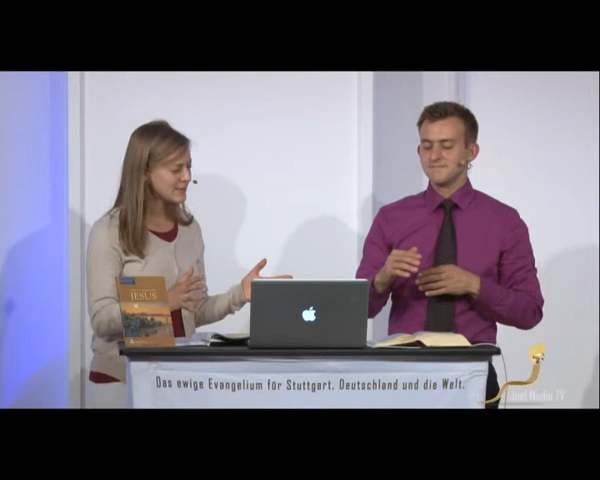 JESUS
Das ewige Evangelium für Stuttgart, Deutschland und die Welt.
Joel Media TV